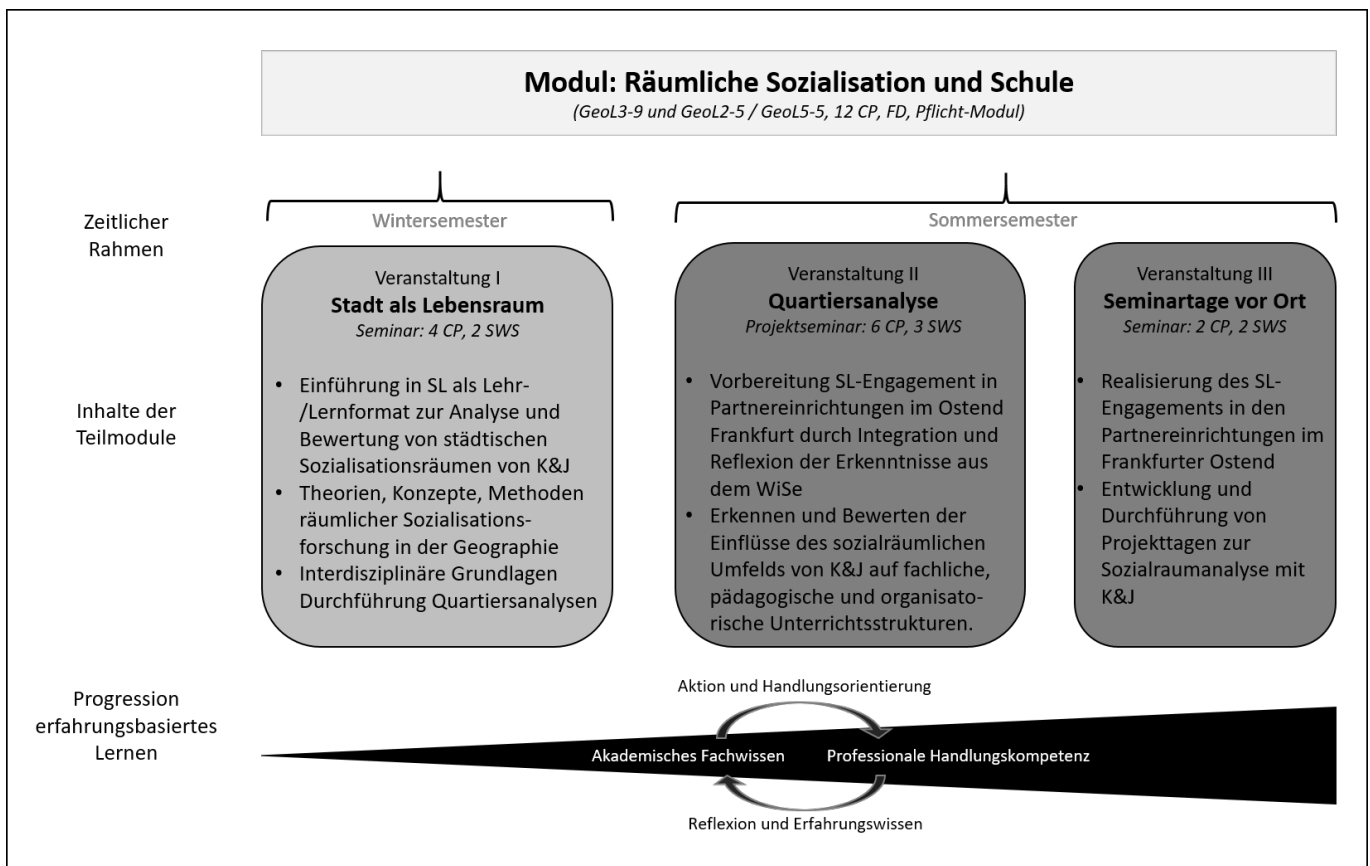 Modul: Räumliche Sozialisation und Schule
(GeoL3-9 und GeoL2-5 / GeoL5-5, 12 CP, FD, Pflicht-Modul)
Zeitlicher
Rahmen
Wintersemester
Sommersemester
Inhalte der
Teilmodule
Veranstaltung I
Stadt als Lebensraum
Seminar: 4 CP, 2 SWS
• Einführung in SL als Lehr-
/Lernformat zur Analyse und
Bewertung von städtischen
Sozialisationsräumen von K&J
• Theorien, Konzepte, Methoden
räumlicher Sozialisations-
forschung in der Geographie
• Interdisziplinäre Grundlagen
Durchführung Quartiersanalysen
Veranstaltung II
Quartiersanalyse
Projektseminar: 6 CP, 3 SWS
• Vorbereitung SL-Engagement in
Partnereinrichtungen im Ostend
Frankfurt durch Integration und
Reflexion der Erkenntnisse aus
dem WiSe
• Erkennen und Bewerten der
Einflüsse des sozialräumlichen
Umfelds von K&J auf fachliche,
pädagogische und organisato-
rische Unterrichtsstrukturen.
Veranstaltung III
Seminartage vor Ort
Seminar: 2 CP, 2 SWS
• Realisierung des SL-
Engagements in den
Partnereinrichtungen im
Frankfurter Ostend
• Entwicklung und
Durchführung von
Projekttagen zur
Sozialraumanalyse mit
K&J
Progression
erfahrungsbasiertes
Lernen
Aktion und Handlungsorientierung
Akademisches Fachwissen
Professionale Handlungskompetenz
Reflexion und Erfahrungswissen